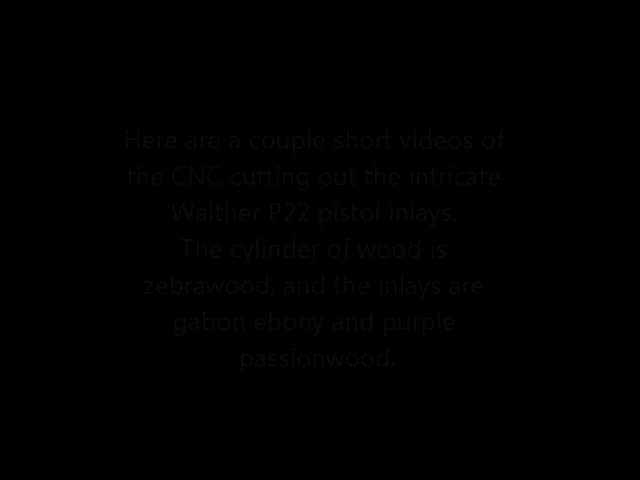 Here are a couple short videos of
the CNC cutting out the intricate
Walther P22 pistol inlays.
The cylinder of wood is
zebrawood, and the inlays are
gabon ebony and purple
passionwood.